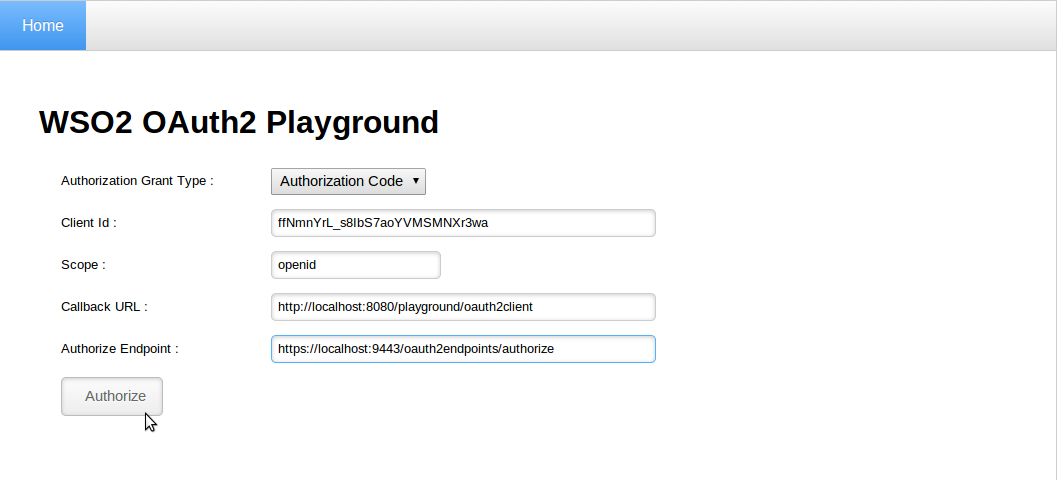 Home
WSO2 OAuth2 Playground
Authorization Grant Type : Authorization Code
Client Id : ffNmnYrL_s8IbS7aoYVMSMNXr3wa
Scope : openid
Callback URL : http://localhost:8080/playground/oauth2client
Authorize Endpoint : https://localhost:9443/oauth2endpoints/authorize
Authorize